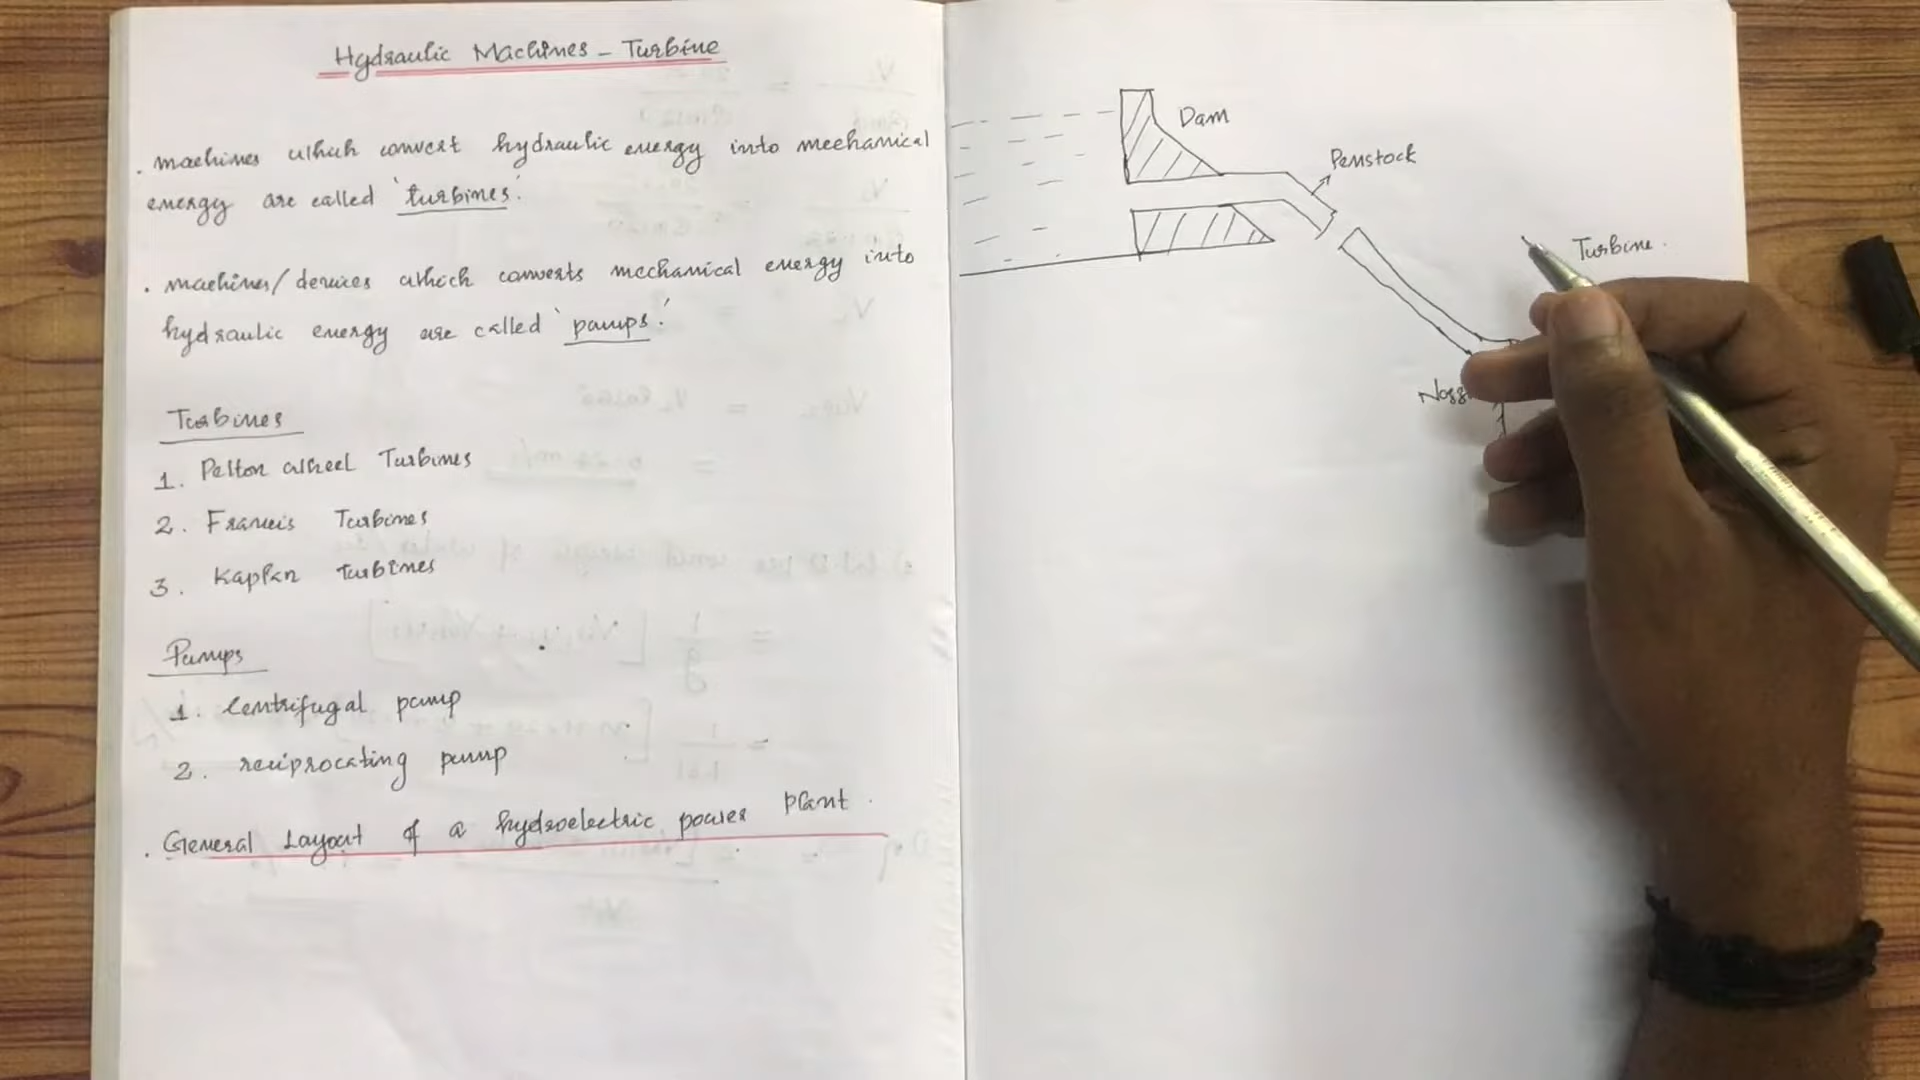 Hydraulic Machines - Turbine
. machines which convert hydraulic energy into mechanical
energy are called 'turbines'.
. machines/devices which converts mechanical energy into
hydraulic energy are called 'pumps'.
Turbines
1. Pelton wheel Turbines
2. Francis Turbines
3. Kaplan Turbines
Pumps
1. Centrifugal pump
2. reciprocating pump
. General Layout of a hydroelectric power plant.
Dam
Penstock
Turbine.